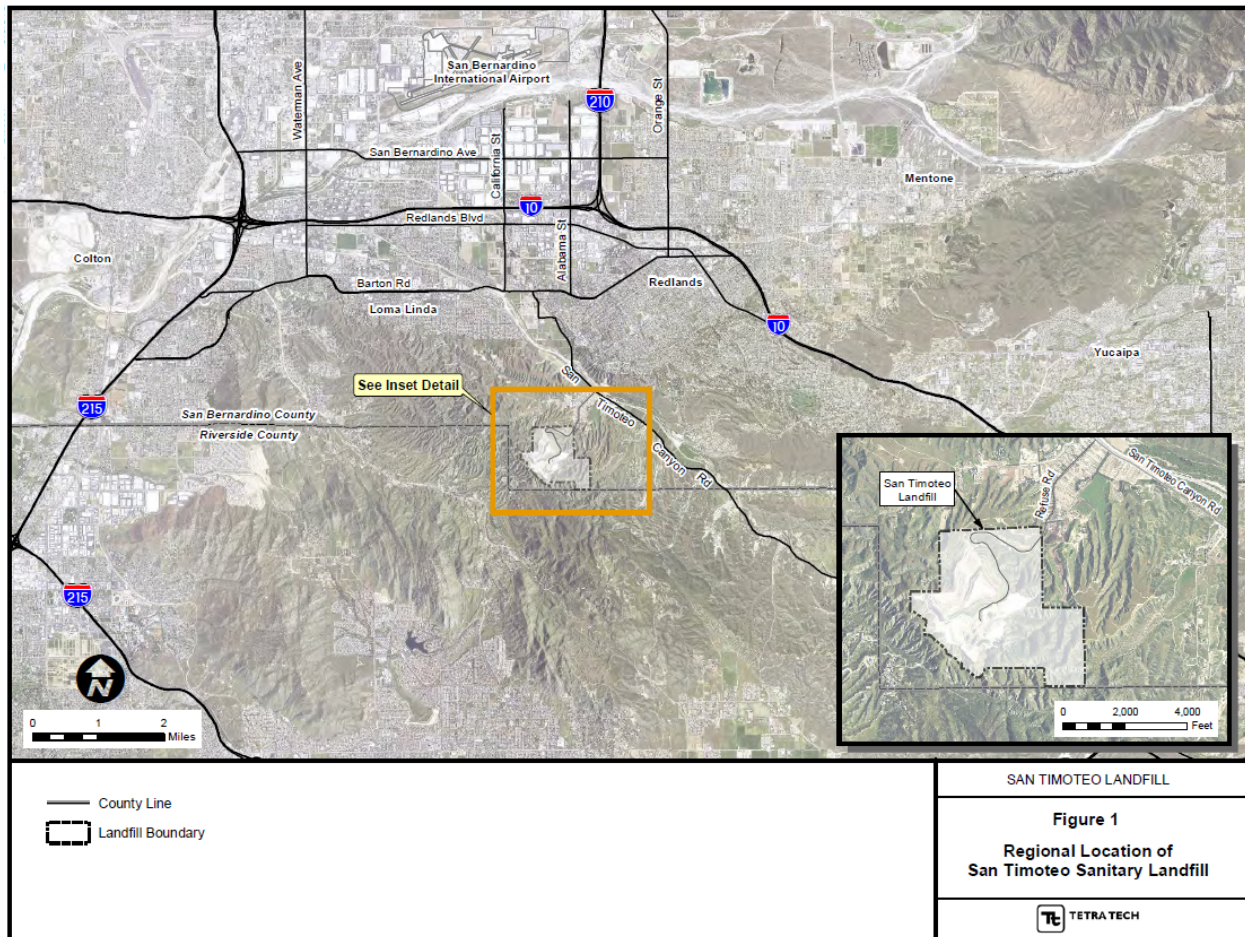 San Bernardino
International Airport
Waterman Ave
210
Orange St
San Bernardino Ave
California St
Mentone
10
Redlands Blvd
Alabama St
Colton
Barton Rd
Redlands
Loma Linda
10
Yucaipa
See Inset Detail
San
Timoteo
Canyon
Rd
215
San Bernardino County
Riverside County
San Timoteo Canyon Rd
San Timoteo
Landfill
Refuse Rd
215
N
0 1 2
Miles
0 2,000 4,000
Feet
County Line
Landfill Boundary
SAN TIMOTEO LANDFILL
Figure 1
Regional Location of
San Timoteo Sanitary Landfill
Tt TETRA TECH